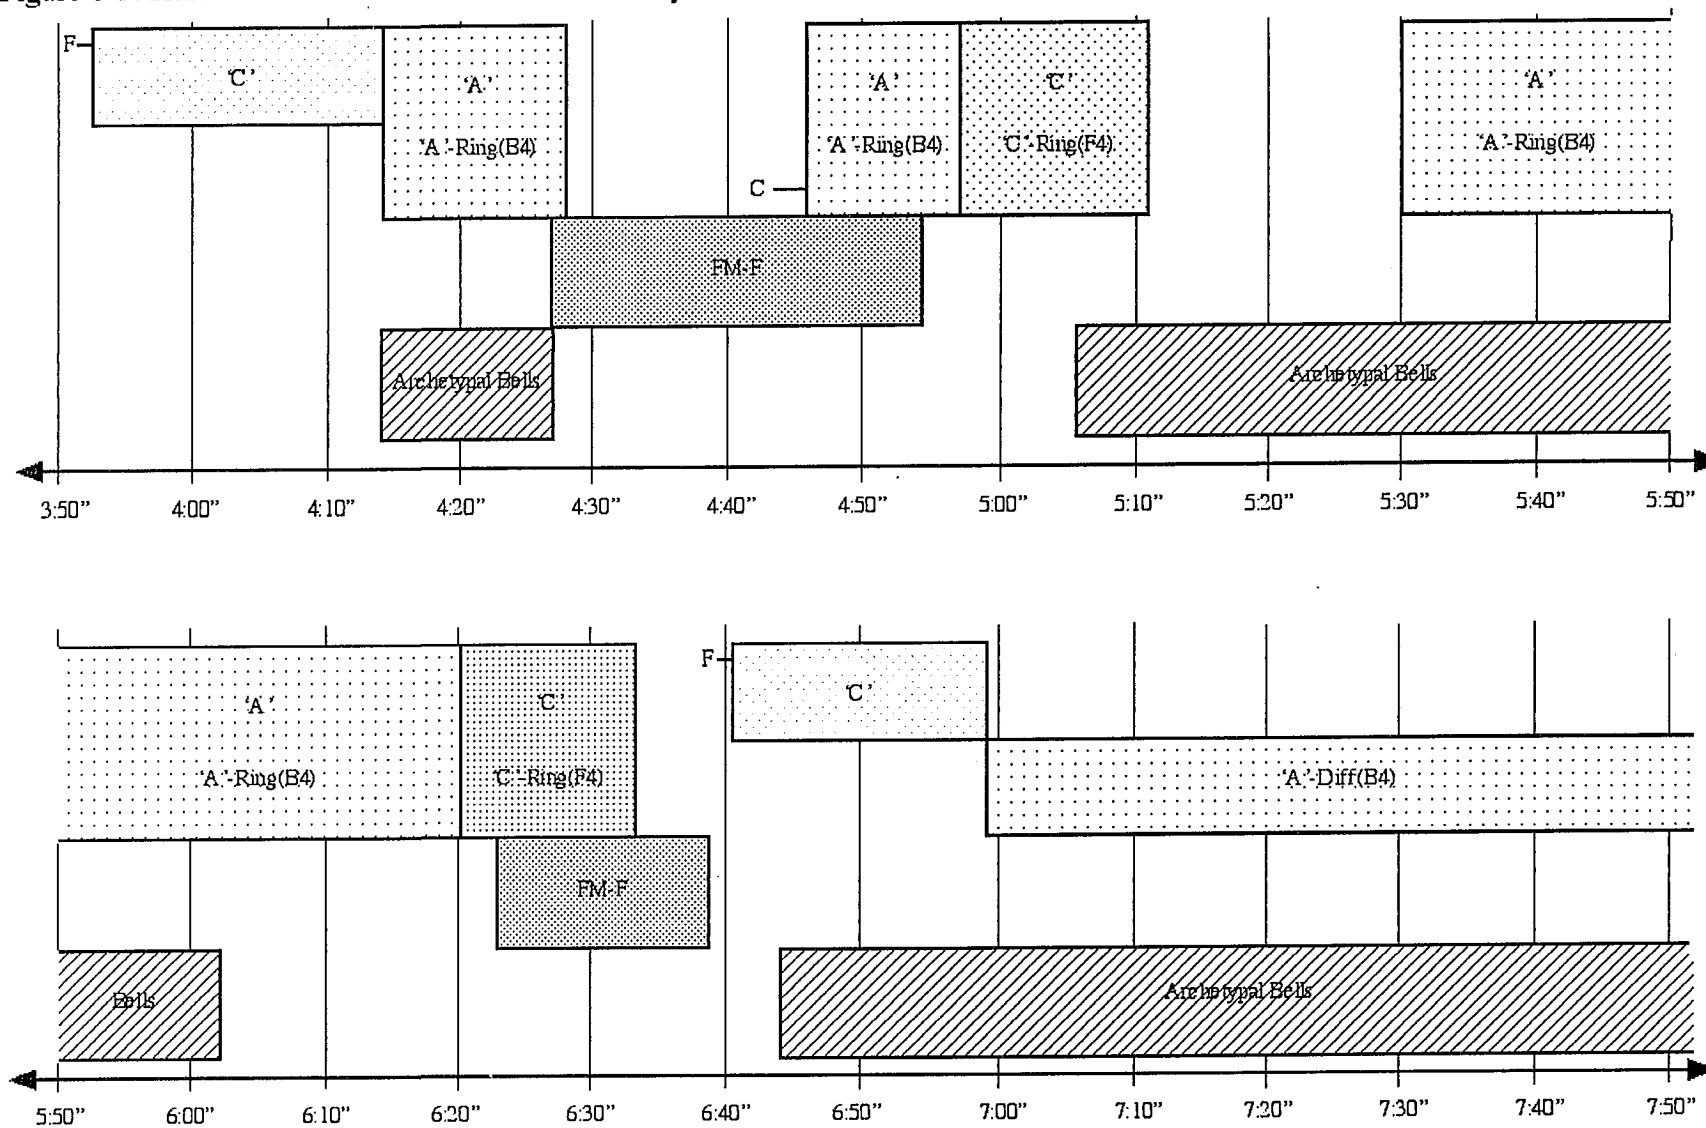 F
'C'
'A'
'A'
'C'
'A'
'A'-Ring(B4)
'A'-Ring(B4)
'C'-Ring(F4)
'A'-Ring(B4)
C
FM-F
Archetypal Bells
Archetypal Bells
3:50”
4:00”
4:10”
4:20”
4:30”
4:40”
4:50”
5:00”
5:10”
5:20”
5:30”
5:40”
5:50”
F
'A'
'C'
'C'
'A'-Ring(B4)
'C'-Ring(F4)
'A'-Diff(B4)
FM-F
Bells
Archetypal Bells
5:50”
6:00”
6:10”
6:20”
6:30”
6:40”
6:50”
7:00”
7:10”
7:20”
7:30”
7:40”
7:50”